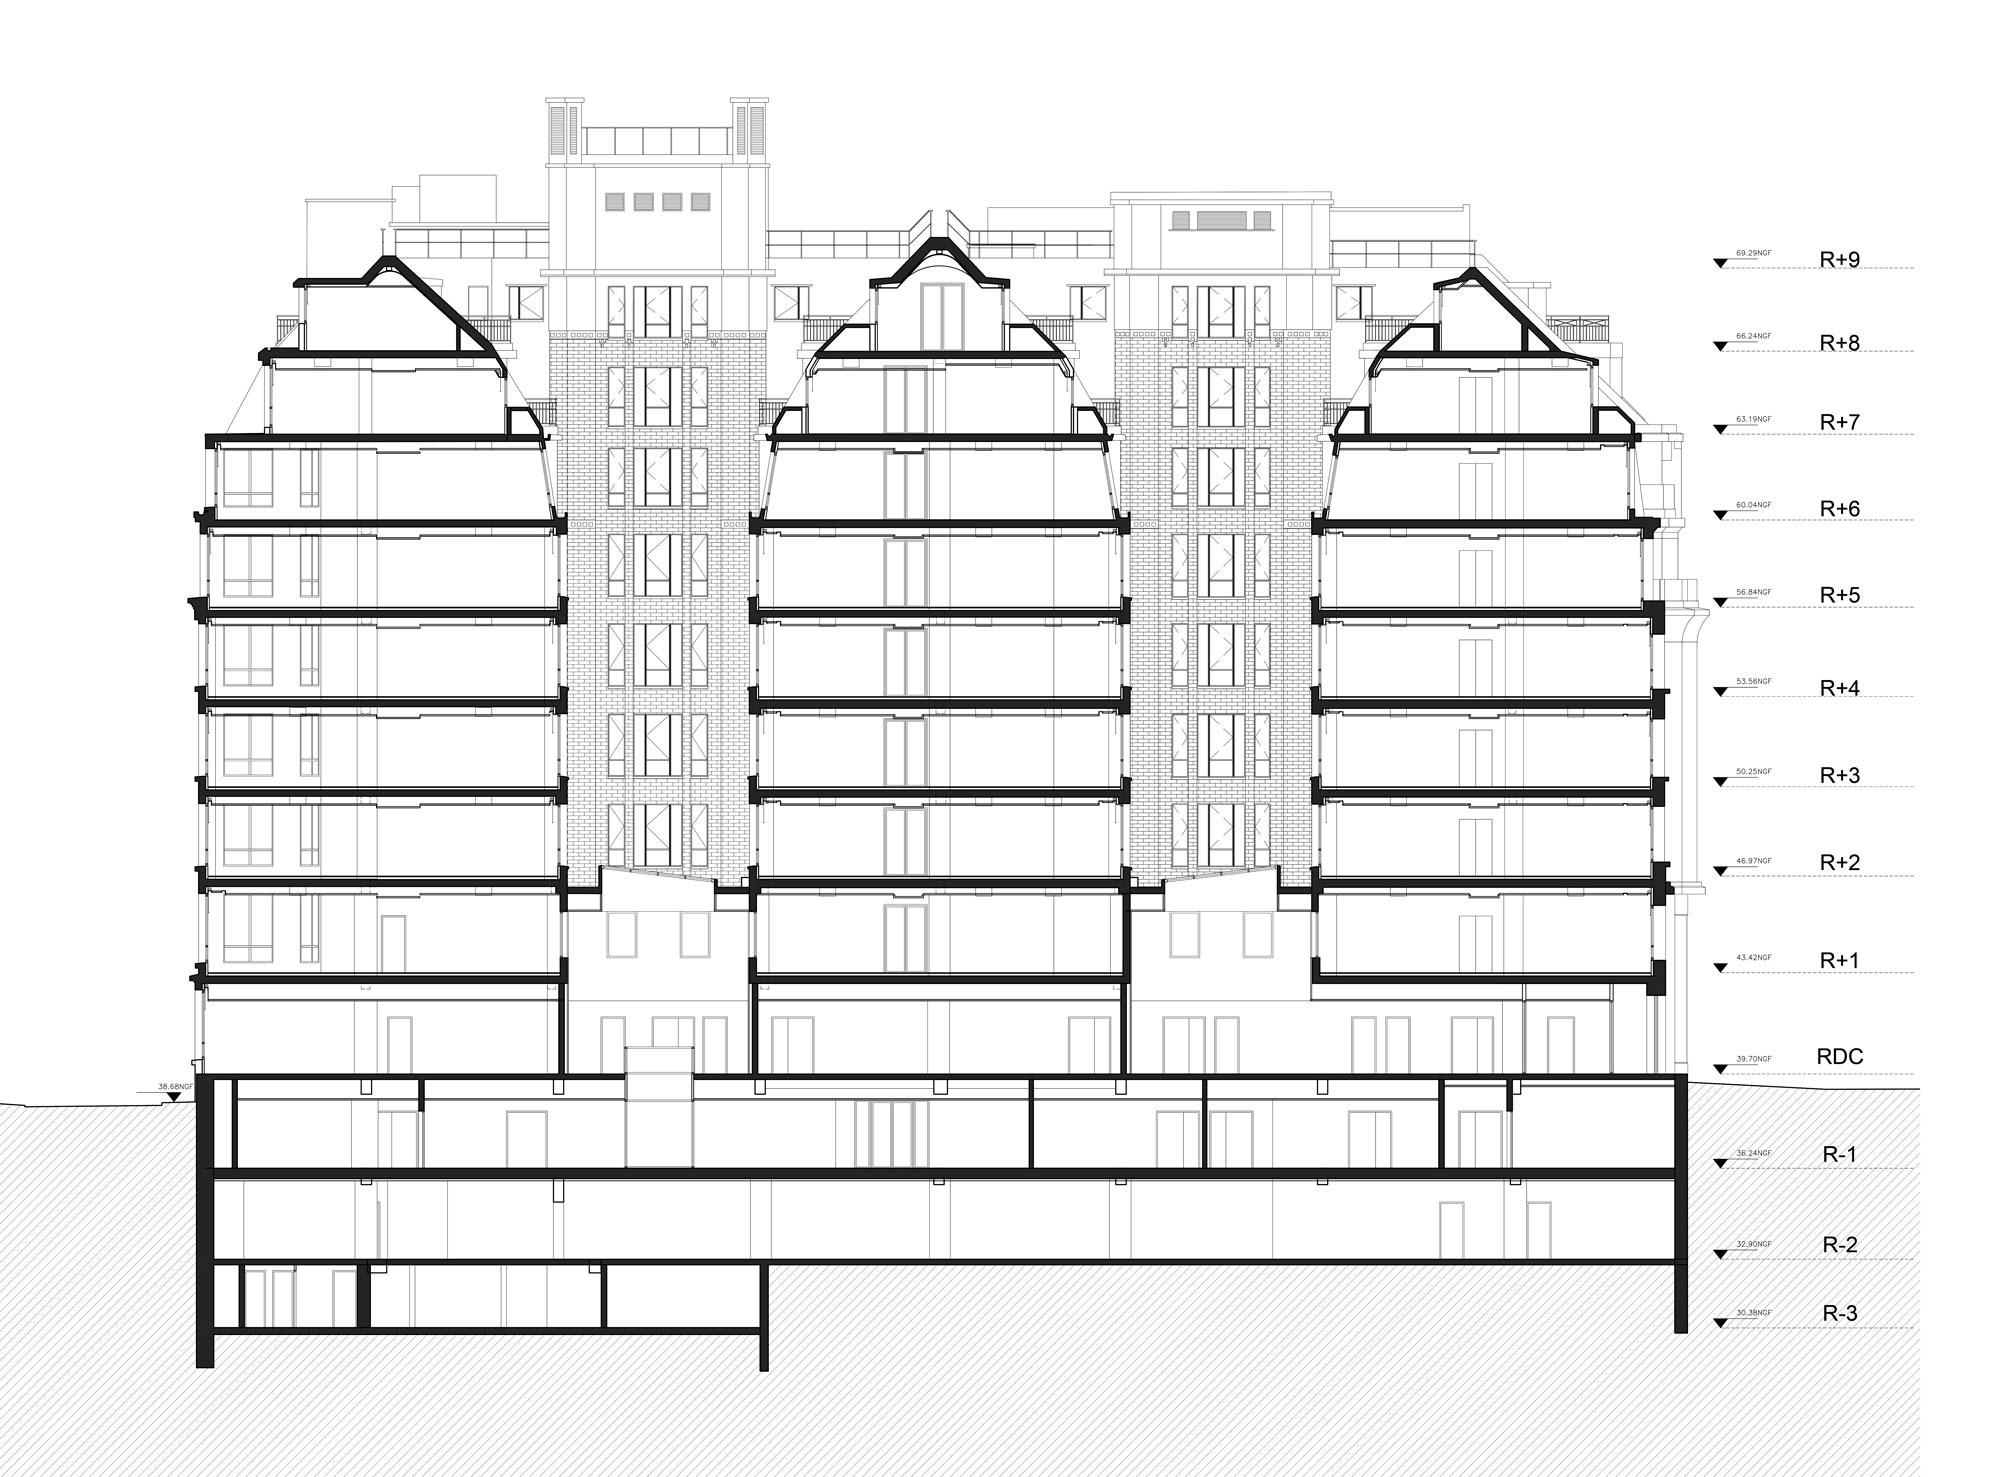 69.29NGF R+9
66.24NGF R+8
63.19NGF R+7
60.04NGF R+6
56.84NGF R+5
53.56NGF R+4
50.25NGF R+3
46.97NGF R+2
43.42NGF R+1
39.70NGF RDC
38.68NGF
36.24NGF R-1
32.90NGF R-2
30.38NGF R-3